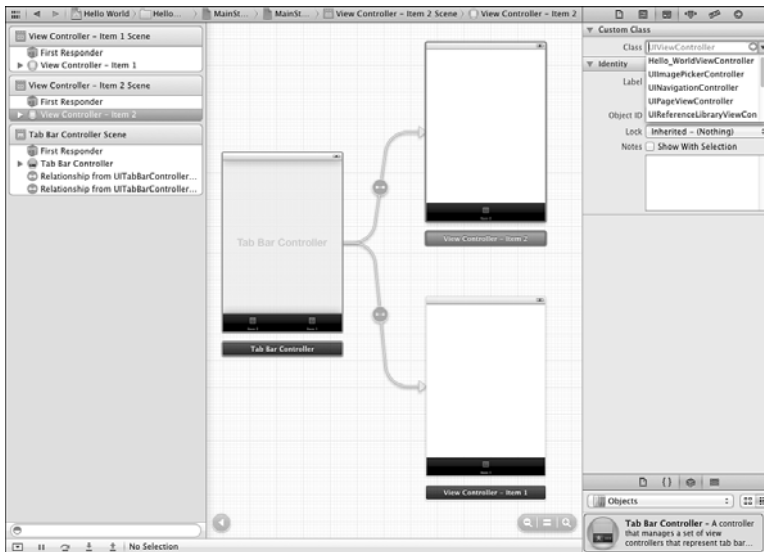 Hello World
Hello...
MainSt...
MainSt...
View Controller – Item 2 Scene
View Controller – Item 2
View Controller – Item 1 Scene
First Responder
View Controller – Item 1
View Controller – Item 2 Scene
First Responder
View Controller – Item 2
Tab Bar Controller Scene
First Responder
Tab Bar Controller
Relationship from UITabBarController...
Relationship from UITabBarController...
Tab Bar Controller
Item 1
Item 2
Tab Bar Controller
View Controller – Item 2
View Controller – Item 1
Custom Class
Class UIViewController
Hello_WorldViewController
UIImagePickerController
UINavigationController
UIPageViewController
UIReferenceLibraryViewCon
Identity
Label
Object ID
Lock Inherited – (Nothing)
Notes Show With Selection
Objects
Tab Bar Controller – A controller
that manages a set of view
controllers that represent tab bar...
No Selection